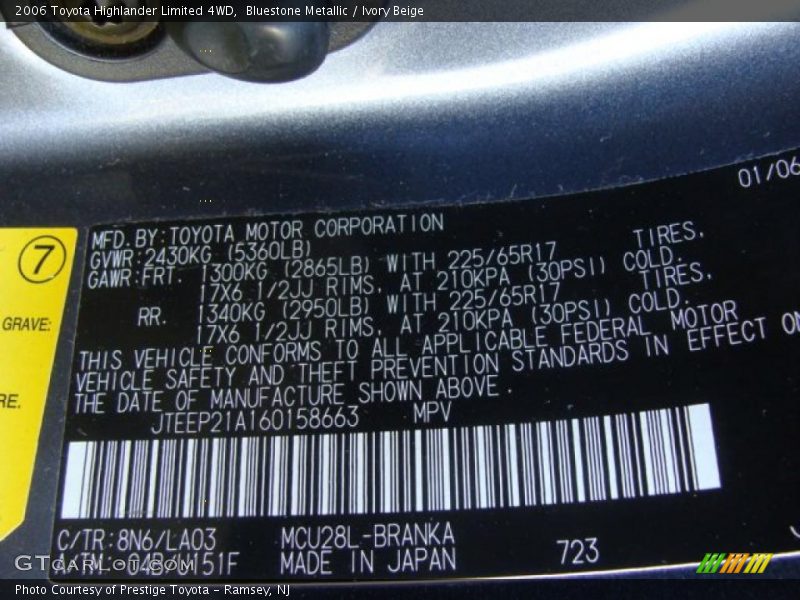 2006 Toyota Highlander Limited 4WD,  Bluestone Metallic / Ivory Beige
01/06
7
GRAVE:
RE.
MFD. BY: TOYOTA MOTOR CORPORATION
GVWR: 2430KG (5360LB)
GAWR: FRT. 1300KG (2865LB) WITH 225/65R17 TIRES,
17X6 1/2JJ RIMS, AT 210KPA (30PSI) COLD.
RR. 1340KG (2950LB) WITH 225/65R17 TIRES,
17X6 1/2JJ RIMS, AT 210KPA (30PSI) COLD.
THIS VEHICLE CONFORMS TO ALL APPLICABLE FEDERAL MOTOR
VEHICLE SAFETY AND THEFT PREVENTION STANDARDS IN EFFECT ON
THE DATE OF MANUFACTURE SHOWN ABOVE.
JTEEP21A160158663 MPV
C/TR: 8N6/LA03 MCU28L-BRANKA
A/TM: 04B/U151F MADE IN JAPAN 723
GTCarLot.com
Photo Courtesy of Prestige Toyota - Ramsey, NJ